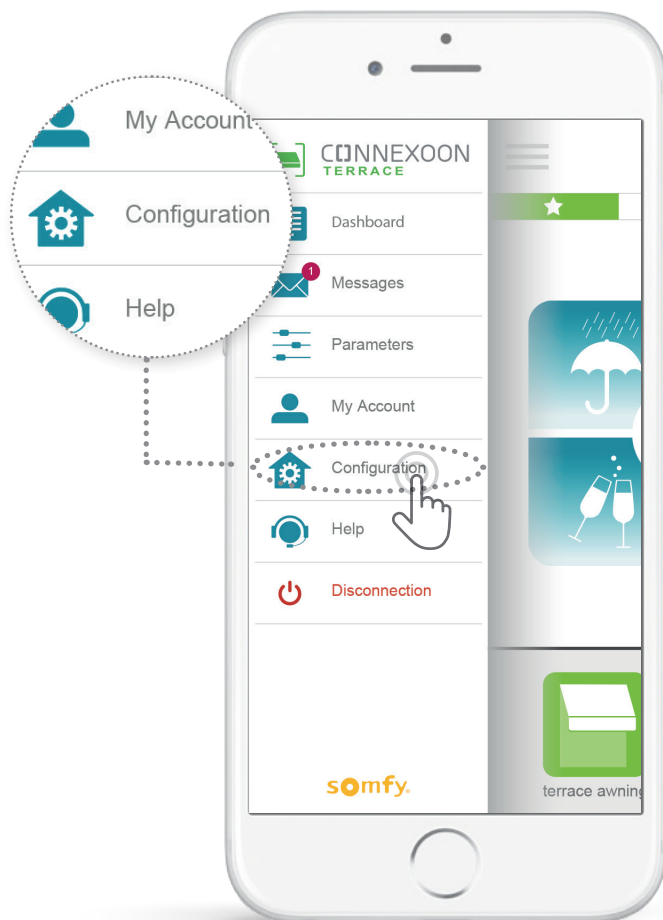 My Account
Configuration
Help
CONNEXOON
TERRACE
Dashboard
1
Messages
Parameters
My Account
Configuration
Help
Disconnection
somfy.
terrace awning